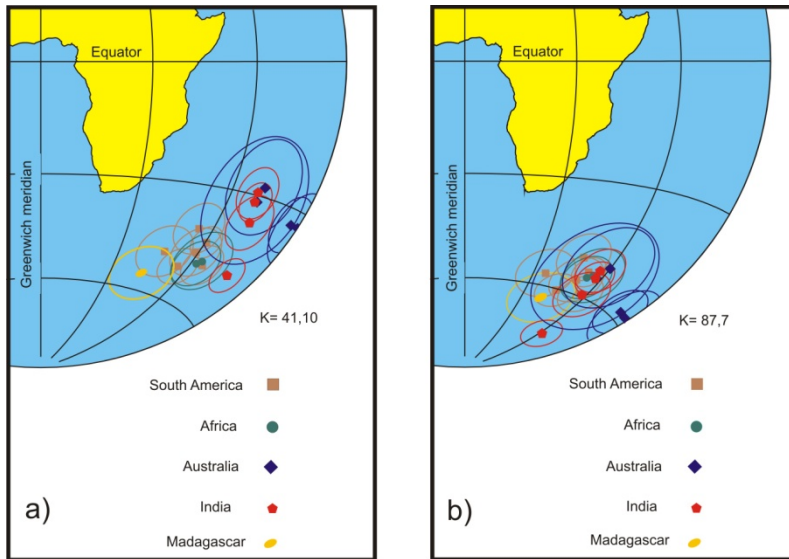 Equator
Greenwich meridian
K= 41,10
South America
Africa
Australia
India
Madagascar
a)
Equator
Greenwich meridian
K= 87,7
South America
Africa
Australia
India
Madagascar
b)